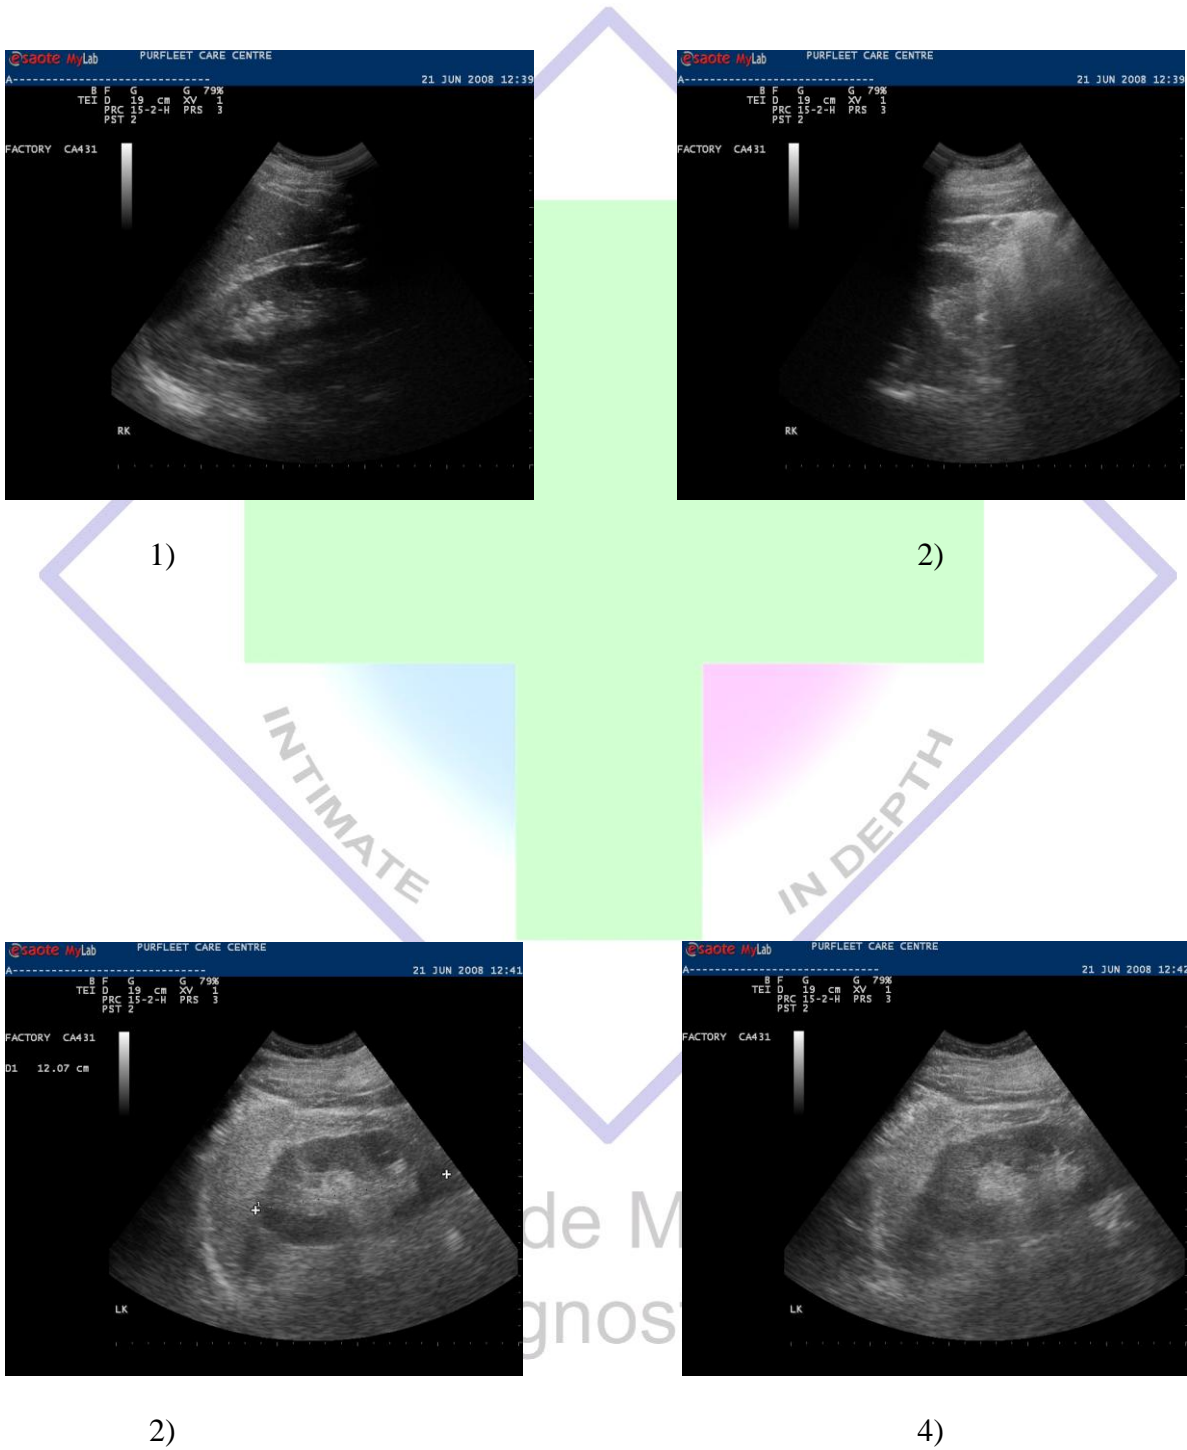 esaote MyLab PURFLEET CARE CENTRE
A------------------------------ 21 JUN 2008 12:39
B F G G 79%
TEI D 19 cm XV 1
PRC 15-2-H PRS 3
PST 2
FACTORY CA431
RK
esaote MyLab PURFLEET CARE CENTRE
A------------------------------ 21 JUN 2008 12:39
B F G G 79%
TEI D 19 cm XV 1
PRC 15-2-H PRS 3
PST 2
FACTORY CA431
RK
1)
2)
INTIMATE
IN DEPTH
esaote MyLab PURFLEET CARE CENTRE
A------------------------------ 21 JUN 2008 12:41
B F G G 79%
TEI D 19 cm XV 1
PRC 15-2-H PRS 3
PST 2
FACTORY CA431
D1 12.07 cm
LK
esaote MyLab PURFLEET CARE CENTRE
A------------------------------ 21 JUN 2008 12:42
B F G G 79%
TEI D 19 cm XV 1
PRC 15-2-H PRS 3
PST 2
FACTORY CA431
LK
de M
gnos
2)
4)